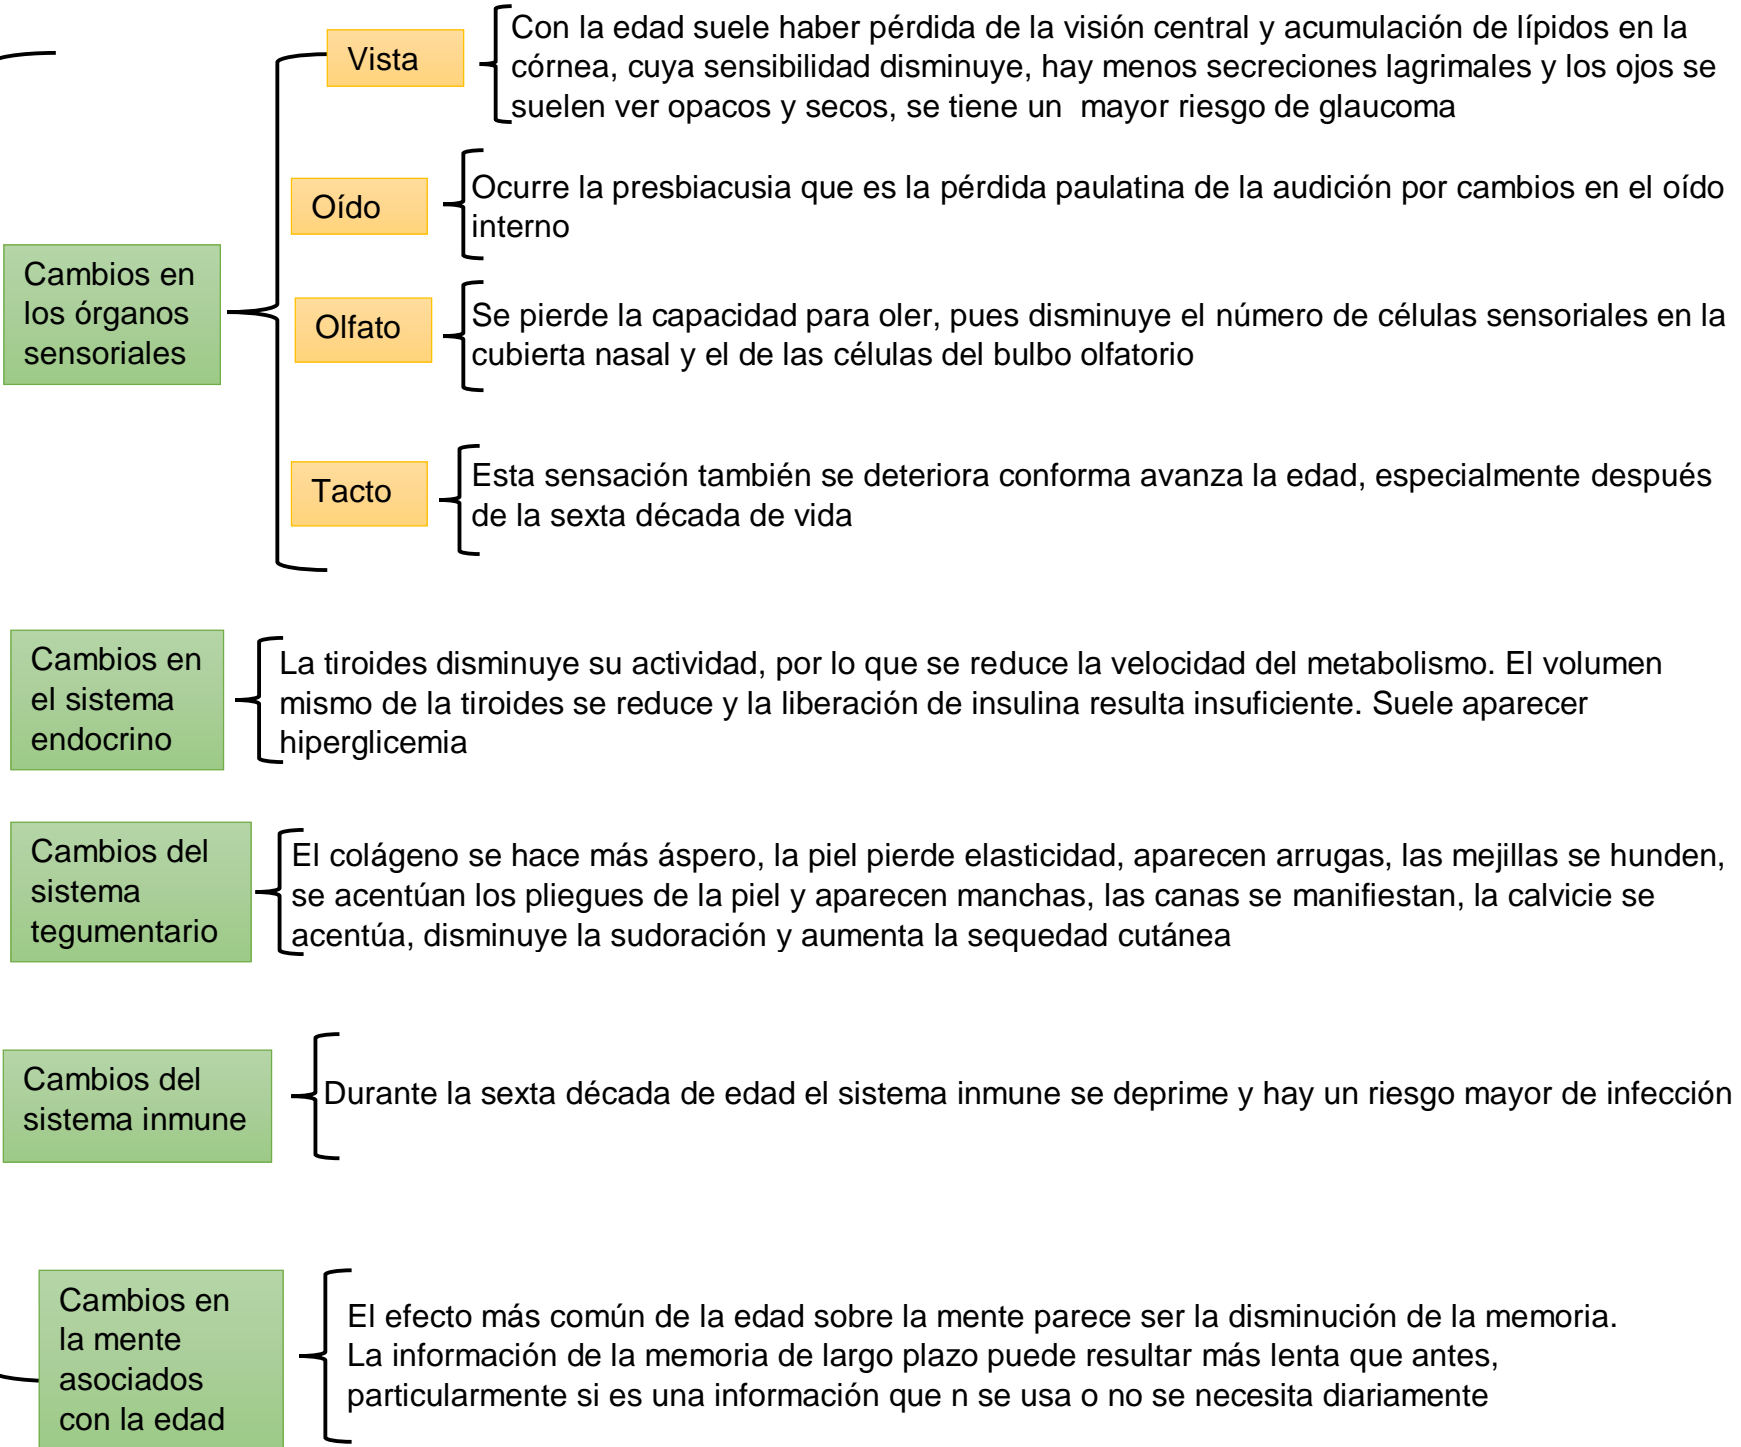 Cambios en
los órganos
sensoriales
Vista
Con la edad suele haber pérdida de la visión central y acumulación de lípidos en la
córnea, cuya sensibilidad disminuye, hay menos secreciones lagrimales y los ojos se
suelen ver opacos y secos, se tiene un  mayor riesgo de glaucoma
Oído
Ocurre la presbiacusia que es la pérdida paulatina de la audición por cambios en el oído
interno
Olfato
Se pierde la capacidad para oler, pues disminuye el número de células sensoriales en la
cubierta nasal y el de las células del bulbo olfatorio
Tacto
Esta sensación también se deteriora conforma avanza la edad, especialmente después
de la sexta década de vida
Cambios en
el sistema
endocrino
La tiroides disminuye su actividad, por lo que se reduce la velocidad del metabolismo. El volumen
mismo de la tiroides se reduce y la liberación de insulina resulta insuficiente. Suele aparecer
hiperglicemia
Cambios del
sistema
tegumentario
El colágeno se hace más áspero, la piel pierde elasticidad, aparecen arrugas, las mejillas se hunden,
se acentúan los pliegues de la piel y aparecen manchas, las canas se manifiestan, la calvicie se
acentúa, disminuye la sudoración y aumenta la sequedad cutánea
Cambios del
sistema inmune
Durante la sexta década de edad el sistema inmune se deprime y hay un riesgo mayor de infección
Cambios en
la mente
asociados
con la edad
El efecto más común de la edad sobre la mente parece ser la disminución de la memoria.
La información de la memoria de largo plazo puede resultar más lenta que antes,
particularmente si es una información que n se usa o no se necesita diariamente